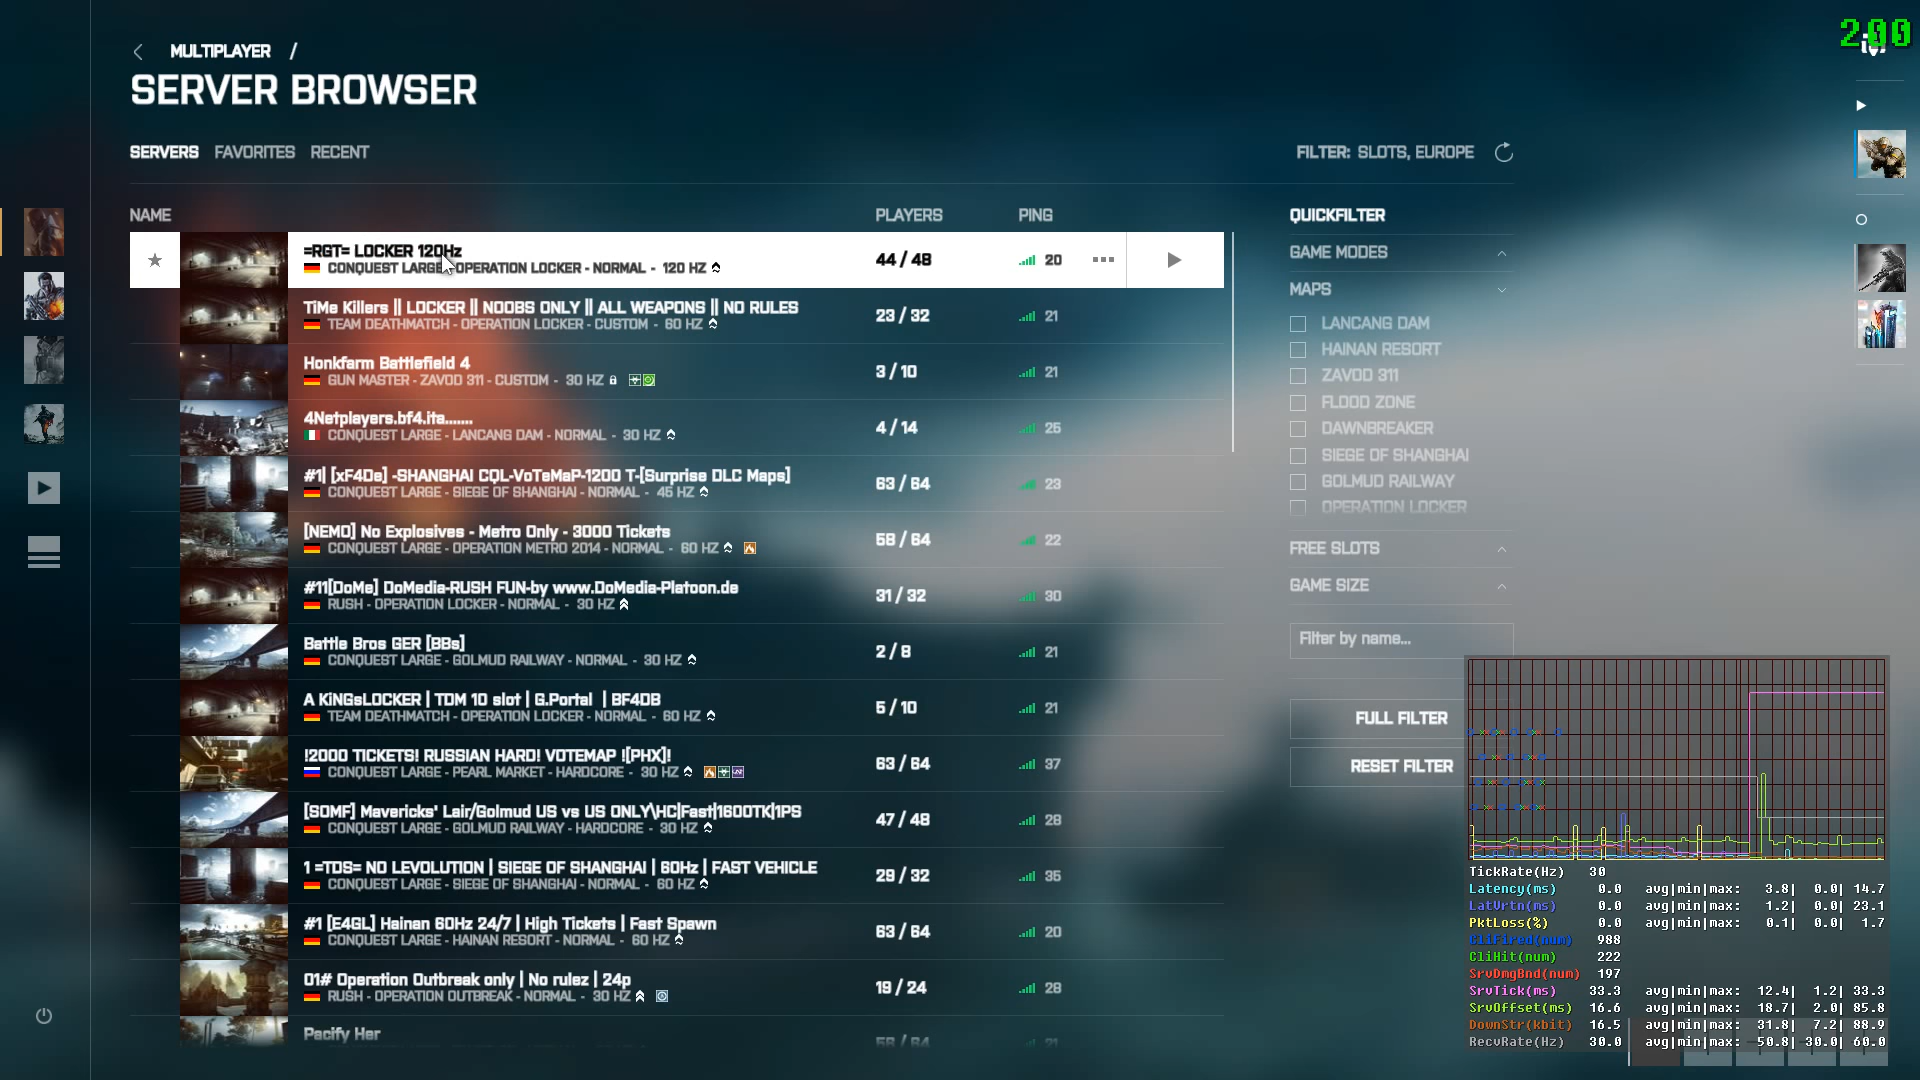 200
MULTIPLAYER /
SERVER BROWSER
SERVERS FAVORITES RECENT
FILTER: SLOTS, EUROPE
NAME PLAYERS PING
=RGT= LOCKER 120Hz
CONQUEST LARGE - OPERATION LOCKER - NORMAL - 120 HZ
44 / 48 20
TiMe Killers || LOCKER || NOOBS ONLY || ALL WEAPONS || NO RULES
TEAM DEATHMATCH - OPERATION LOCKER - CUSTOM - 60 HZ
23 / 32 21
Honkfarm Battlefield 4
GUN MASTER - ZAVOD 311 - CUSTOM - 30 HZ
3 / 10 21
4Netplayers.bf4.ita.......
CONQUEST LARGE - LANCANG DAM - NORMAL - 30 HZ
4 / 14 25
#1| [xF4De] -SHANGHAI CQL-VoTeMaP-1200 T-[Surprise DLC Maps]
CONQUEST LARGE - SIEGE OF SHANGHAI - NORMAL - 45 HZ
63 / 64 23
[NEMO] No Explosives - Metro Only - 3000 Tickets
CONQUEST LARGE - OPERATION METRO 2014 - NORMAL - 60 HZ
58 / 64 22
#11[DoMe] DoMedia-RUSH FUN-by www.DoMedia-Platoon.de
RUSH - OPERATION LOCKER - NORMAL - 30 HZ
31 / 32 30
Battle Bros GER [BBs]
CONQUEST LARGE - GOLMUD RAILWAY - NORMAL - 30 HZ
2 / 8 21
A KiNGsLOCKER | TDM 10 slot | G.Portal | BF4DB
TEAM DEATHMATCH - OPERATION LOCKER - NORMAL - 60 HZ
5 / 10 21
!2000 TICKETS! RUSSIAN HARD! VOTEMAP ![PHX]!
CONQUEST LARGE - PEARL MARKET - HARDCORE - 30 HZ
63 / 64 37
[SOMF] Mavericks' Lair/Golmud US vs US ONLY\HC|Fast|1600TK|1PS
CONQUEST LARGE - GOLMUD RAILWAY - HARDCORE - 30 HZ
47 / 48 28
1 =TDS= NO LEVOLUTION | SIEGE OF SHANGHAI | 60Hz | FAST VEHICLE
CONQUEST LARGE - SIEGE OF SHANGHAI - NORMAL - 60 HZ
29 / 32 35
#1 [E4GL] Hainan 60Hz 24/7 | High Tickets | Fast Spawn
CONQUEST LARGE - HAINAN RESORT - NORMAL - 60 HZ
63 / 64 20
01# Operation Outbreak only | No rulez | 24p
RUSH - OPERATION OUTBREAK - NORMAL - 30 HZ
19 / 24 28
Pacify Her
58 / 64 21
QUICKFILTER
GAME MODES
MAPS
LANCANG DAM
HAINAN RESORT
ZAVOD 311
FLOOD ZONE
DAWNBREAKER
SIEGE OF SHANGHAI
GOLMUD RAILWAY
OPERATION LOCKER
FREE SLOTS
GAME SIZE
Filter by name...
FULL FILTER
RESET FILTER
TickRate(Hz) 30
Latency(ms) 0.0 avg|min|max: 3.8| 0.0| 14.7
LatVrtn(ms) 0.0 avg|min|max: 1.2| 0.0| 23.1
PktLoss(%) 0.0 avg|min|max: 0.1| 0.0| 1.7
CliFired(num) 988
CliHit(num) 222
SrvDmgBnd(num) 197
SrvTick(ms) 33.3 avg|min|max: 12.4| 1.2| 33.3
SrvOffset(ms) 16.6 avg|min|max: 18.7| 2.0| 85.8
DownStr(kbit) 16.5 avg|min|max: 31.8| 7.2| 88.9
RecvRate(Hz) 30.0 avg|min|max: 50.8| 30.0| 60.0